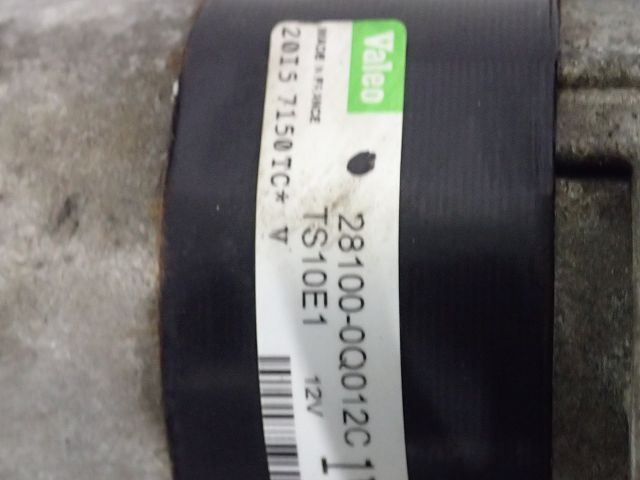 Valeo
MADE IN FRANCE
2015 7150TC* V
28100-0Q012C
TS10E1
12V